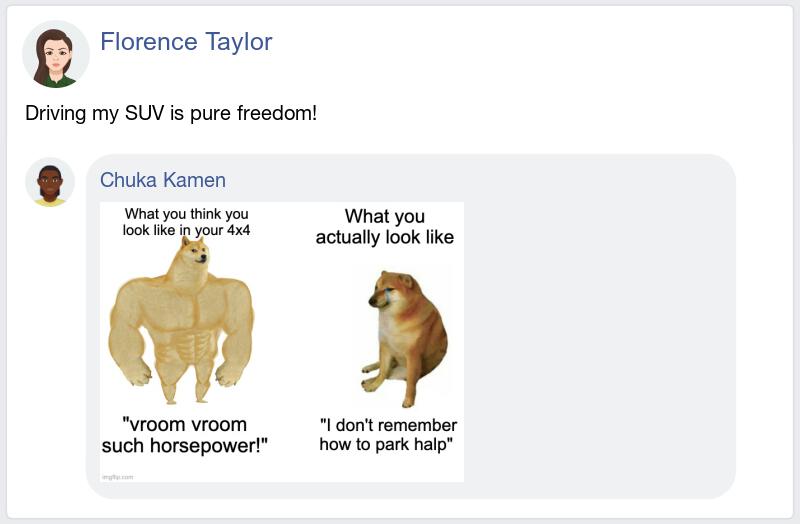 Florence Taylor
Driving my SUV is pure freedom!
Chuka Kamen
What you think you
look like in your 4x4
What you
actually look like
"vroom vroom
such horsepower!"
"I don't remember
how to park halp"
imgflip.com